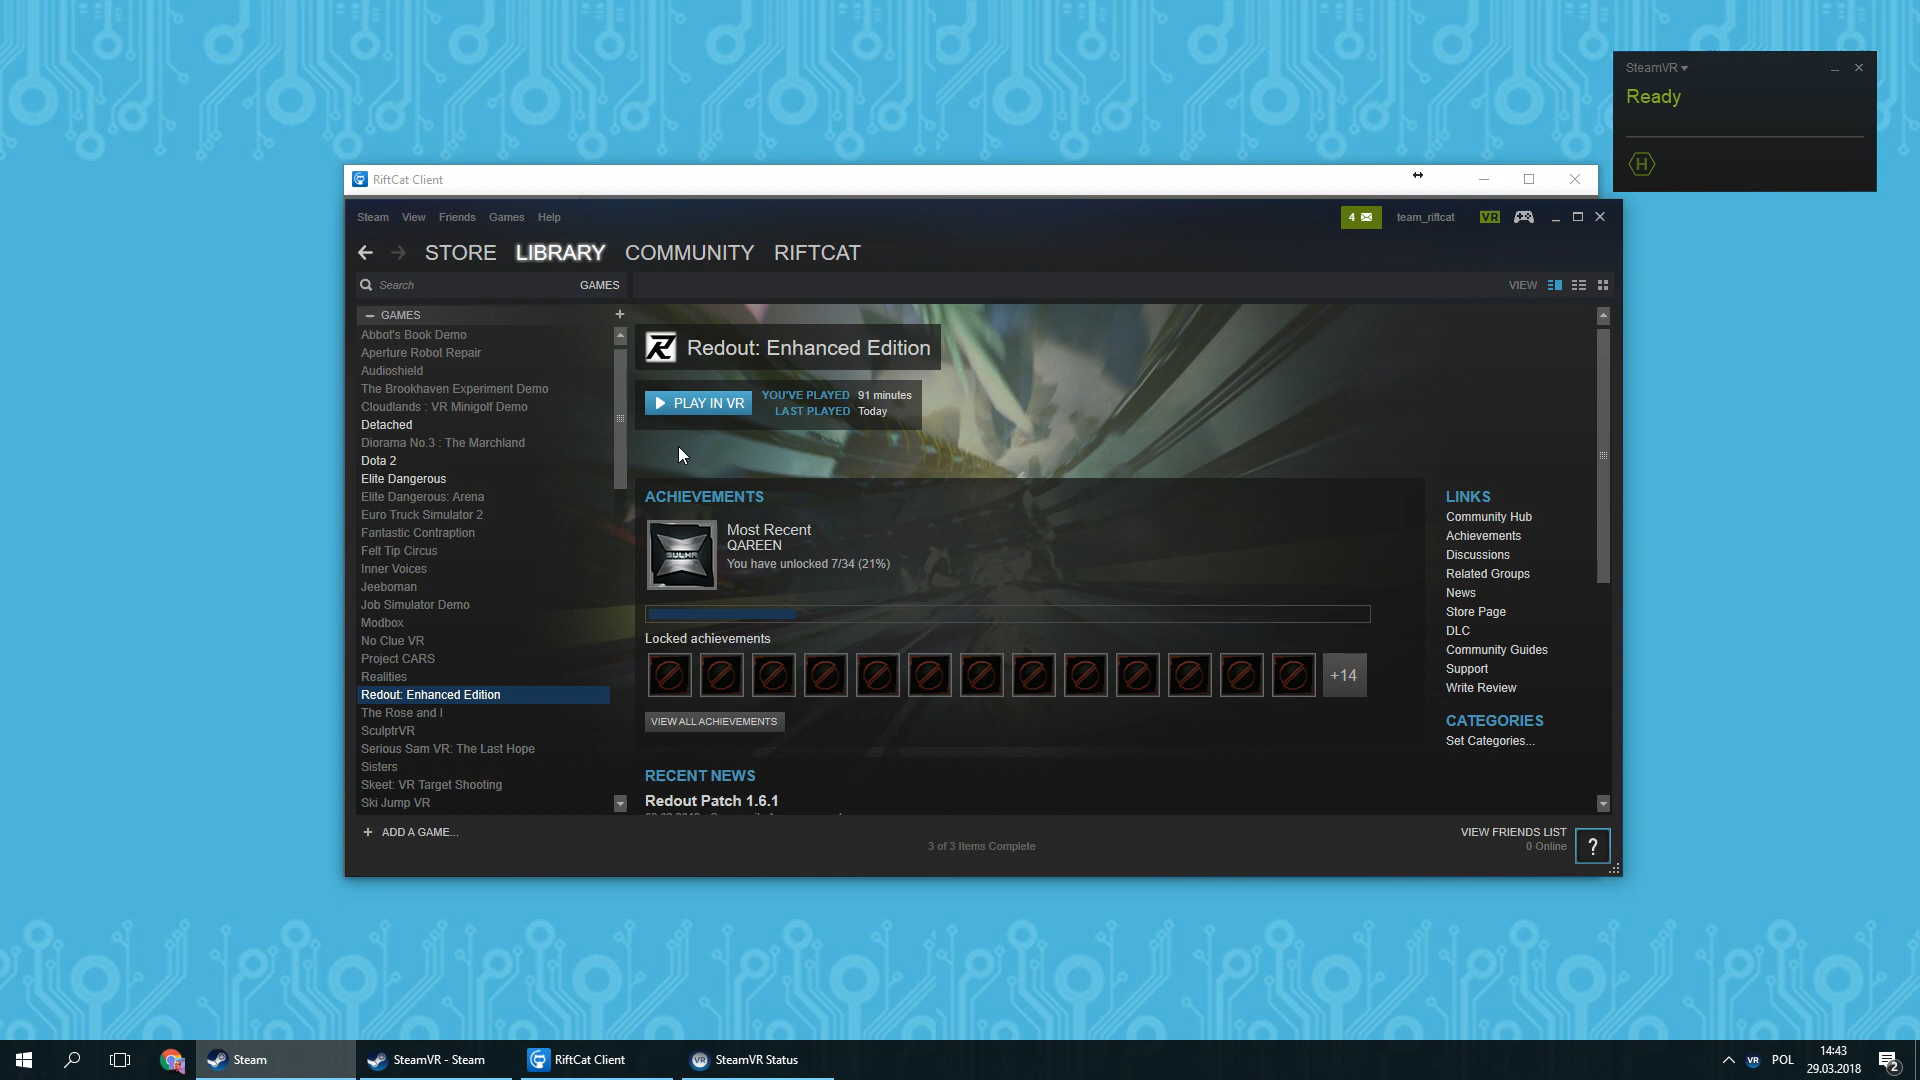 SteamVR
Ready
RiftCat Client
Steam View Friends Games Help
4
team_riftcat
VR
STORE LIBRARY COMMUNITY RIFTCAT
Search
GAMES
VIEW
GAMES
Abbot's Book Demo
Aperture Robot Repair
Audioshield
The Brookhaven Experiment Demo
Cloudlands : VR Minigolf Demo
Detached
Diorama No.3 : The Marchland
Dota 2
Elite Dangerous
Elite Dangerous: Arena
Euro Truck Simulator 2
Fantastic Contraption
Felt Tip Circus
Inner Voices
Jeeboman
Job Simulator Demo
Modbox
No Clue VR
Project CARS
Realities
Redout: Enhanced Edition
The Rose and I
SculptrVR
Serious Sam VR: The Last Hope
Sisters
Skeet: VR Target Shooting
Ski Jump VR
Redout: Enhanced Edition
PLAY IN VR
YOU'VE PLAYED 91 minutes
LAST PLAYED Today
ACHIEVEMENTS
Most Recent
QAREEN
You have unlocked 7/34 (21%)
SULHA
Locked achievements
+14
VIEW ALL ACHIEVEMENTS
RECENT NEWS
Redout Patch 1.6.1
LINKS
Community Hub
Achievements
Discussions
Related Groups
News
Store Page
DLC
Community Guides
Support
Write Review
CATEGORIES
Set Categories...
ADD A GAME...
3 of 3 Items Complete
VIEW FRIENDS LIST
0 Online
?
Steam
SteamVR - Steam
RiftCat Client
VR
SteamVR Status
VR
POL
14:43
29.03.2018
2